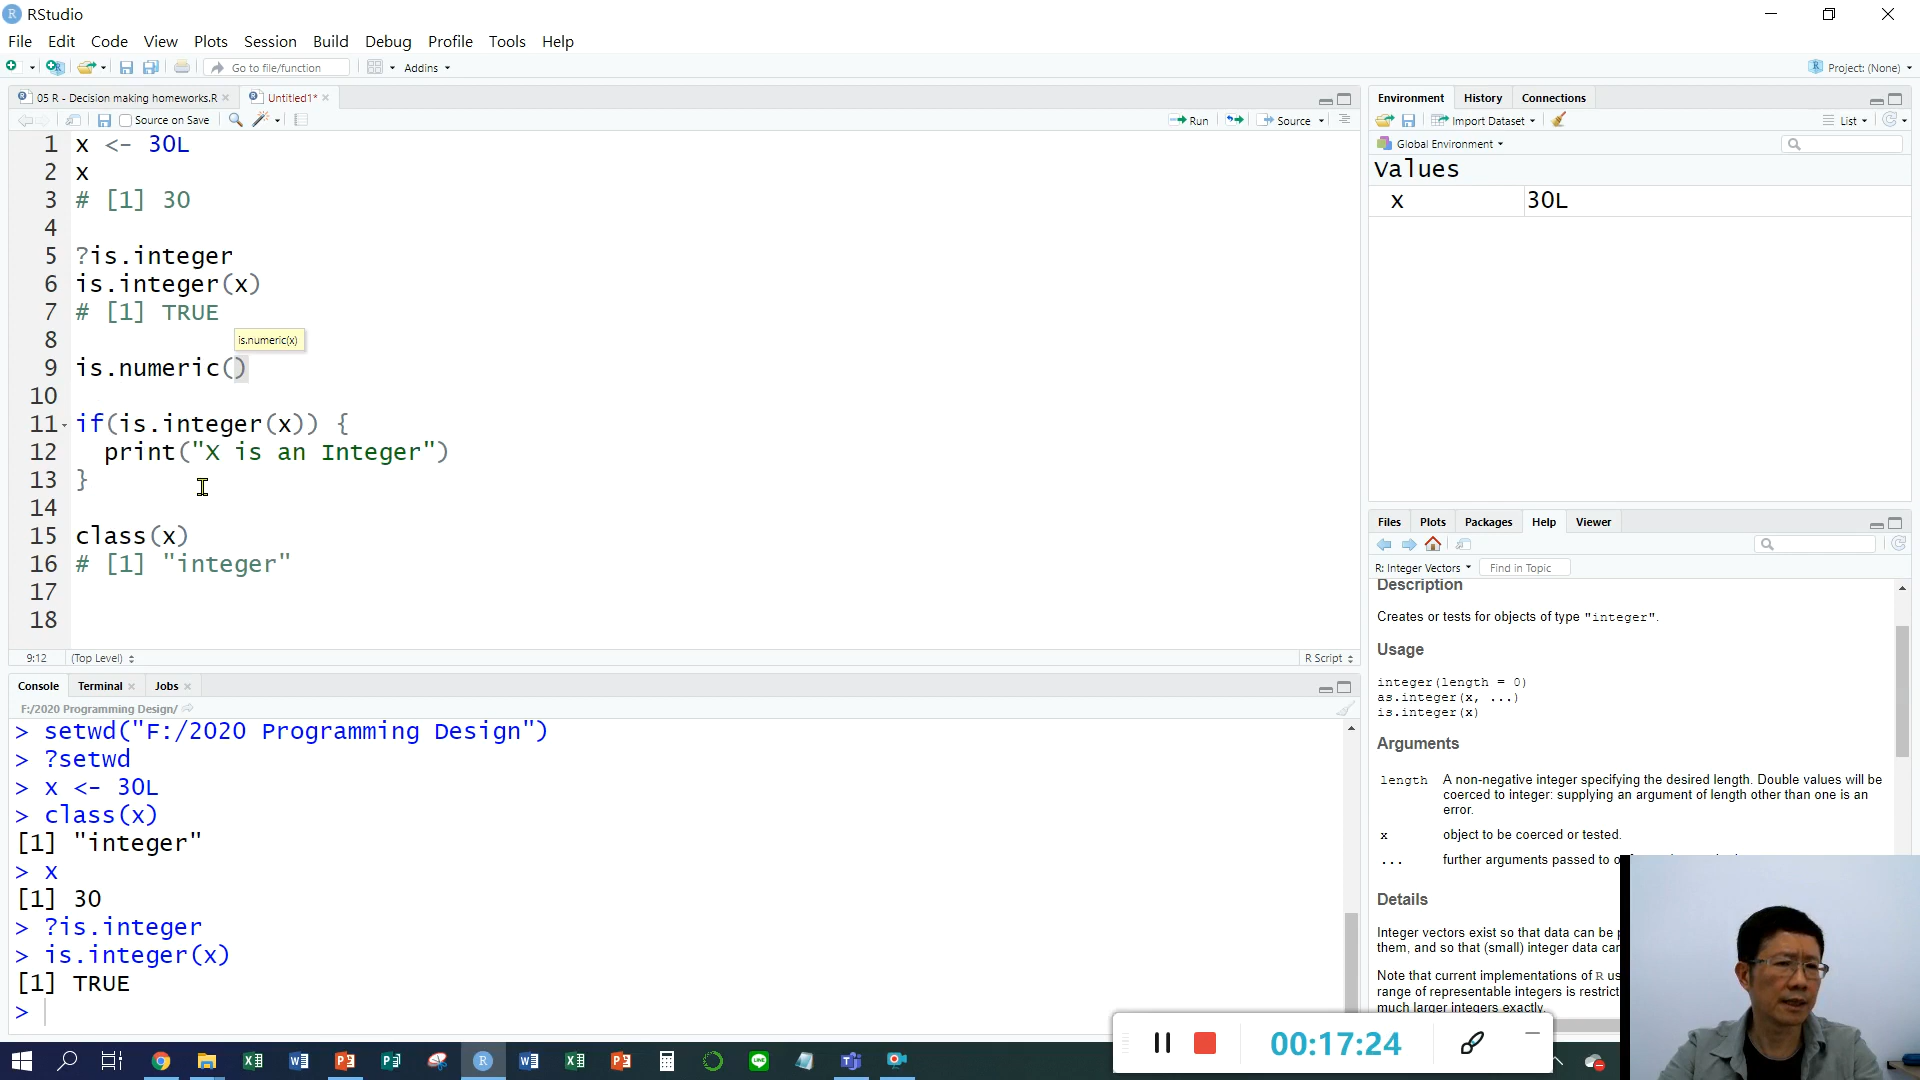 RStudio
File Edit Code View Plots Session Build Debug Profile Tools Help
Go to file/function Addins Project: (None)
05 R - Decision making homeworks.R Untitled1*
Source on Save Run Source
1 x <- 30L
2 x
3 # [1] 30
4
5 ?is.integer
6 is.integer(x)
7 # [1] TRUE
8
is.numeric(x)
9 is.numeric()
10
11 if(is.integer(x)) {
12 print("X is an Integer")
13 }
14
15 class(x)
16 # [1] "integer"
17
18
9:12 (Top Level) R Script
Console Terminal Jobs
F:/2020 Programming Design/
> setwd("F:/2020 Programming Design")
> ?setwd
> x <- 30L
> class(x)
[1] "integer"
> x
[1] 30
> ?is.integer
> is.integer(x)
[1] TRUE
>
Environment History Connections
Import Dataset List
Global Environment
Values
x 30L
Files Plots Packages Help Viewer
R: Integer Vectors Find in Topic
Description
Creates or tests for objects of type "integer".
Usage
integer(length = 0)
as.integer(x, ...)
is.integer(x)
Arguments
length A non-negative integer specifying the desired length. Double values will be
coerced to integer: supplying an argument of length other than one is an
error.
x object to be coerced or tested.
... further arguments passed to
Details
Integer vectors exist so that data can be
them, and so that (small) integer data
Note that current implementations of R
range of representable integers is
much larger integers exactly.
00:17:24